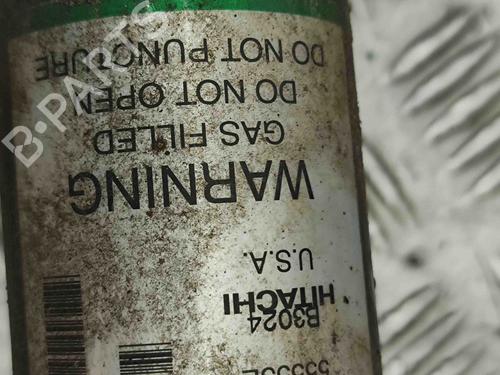 B3024
HITACHI
U.S.A.
WARNING
GAS FILLED
DO NOT OPEN
DO NOT PUNCTURE
B-PARTS